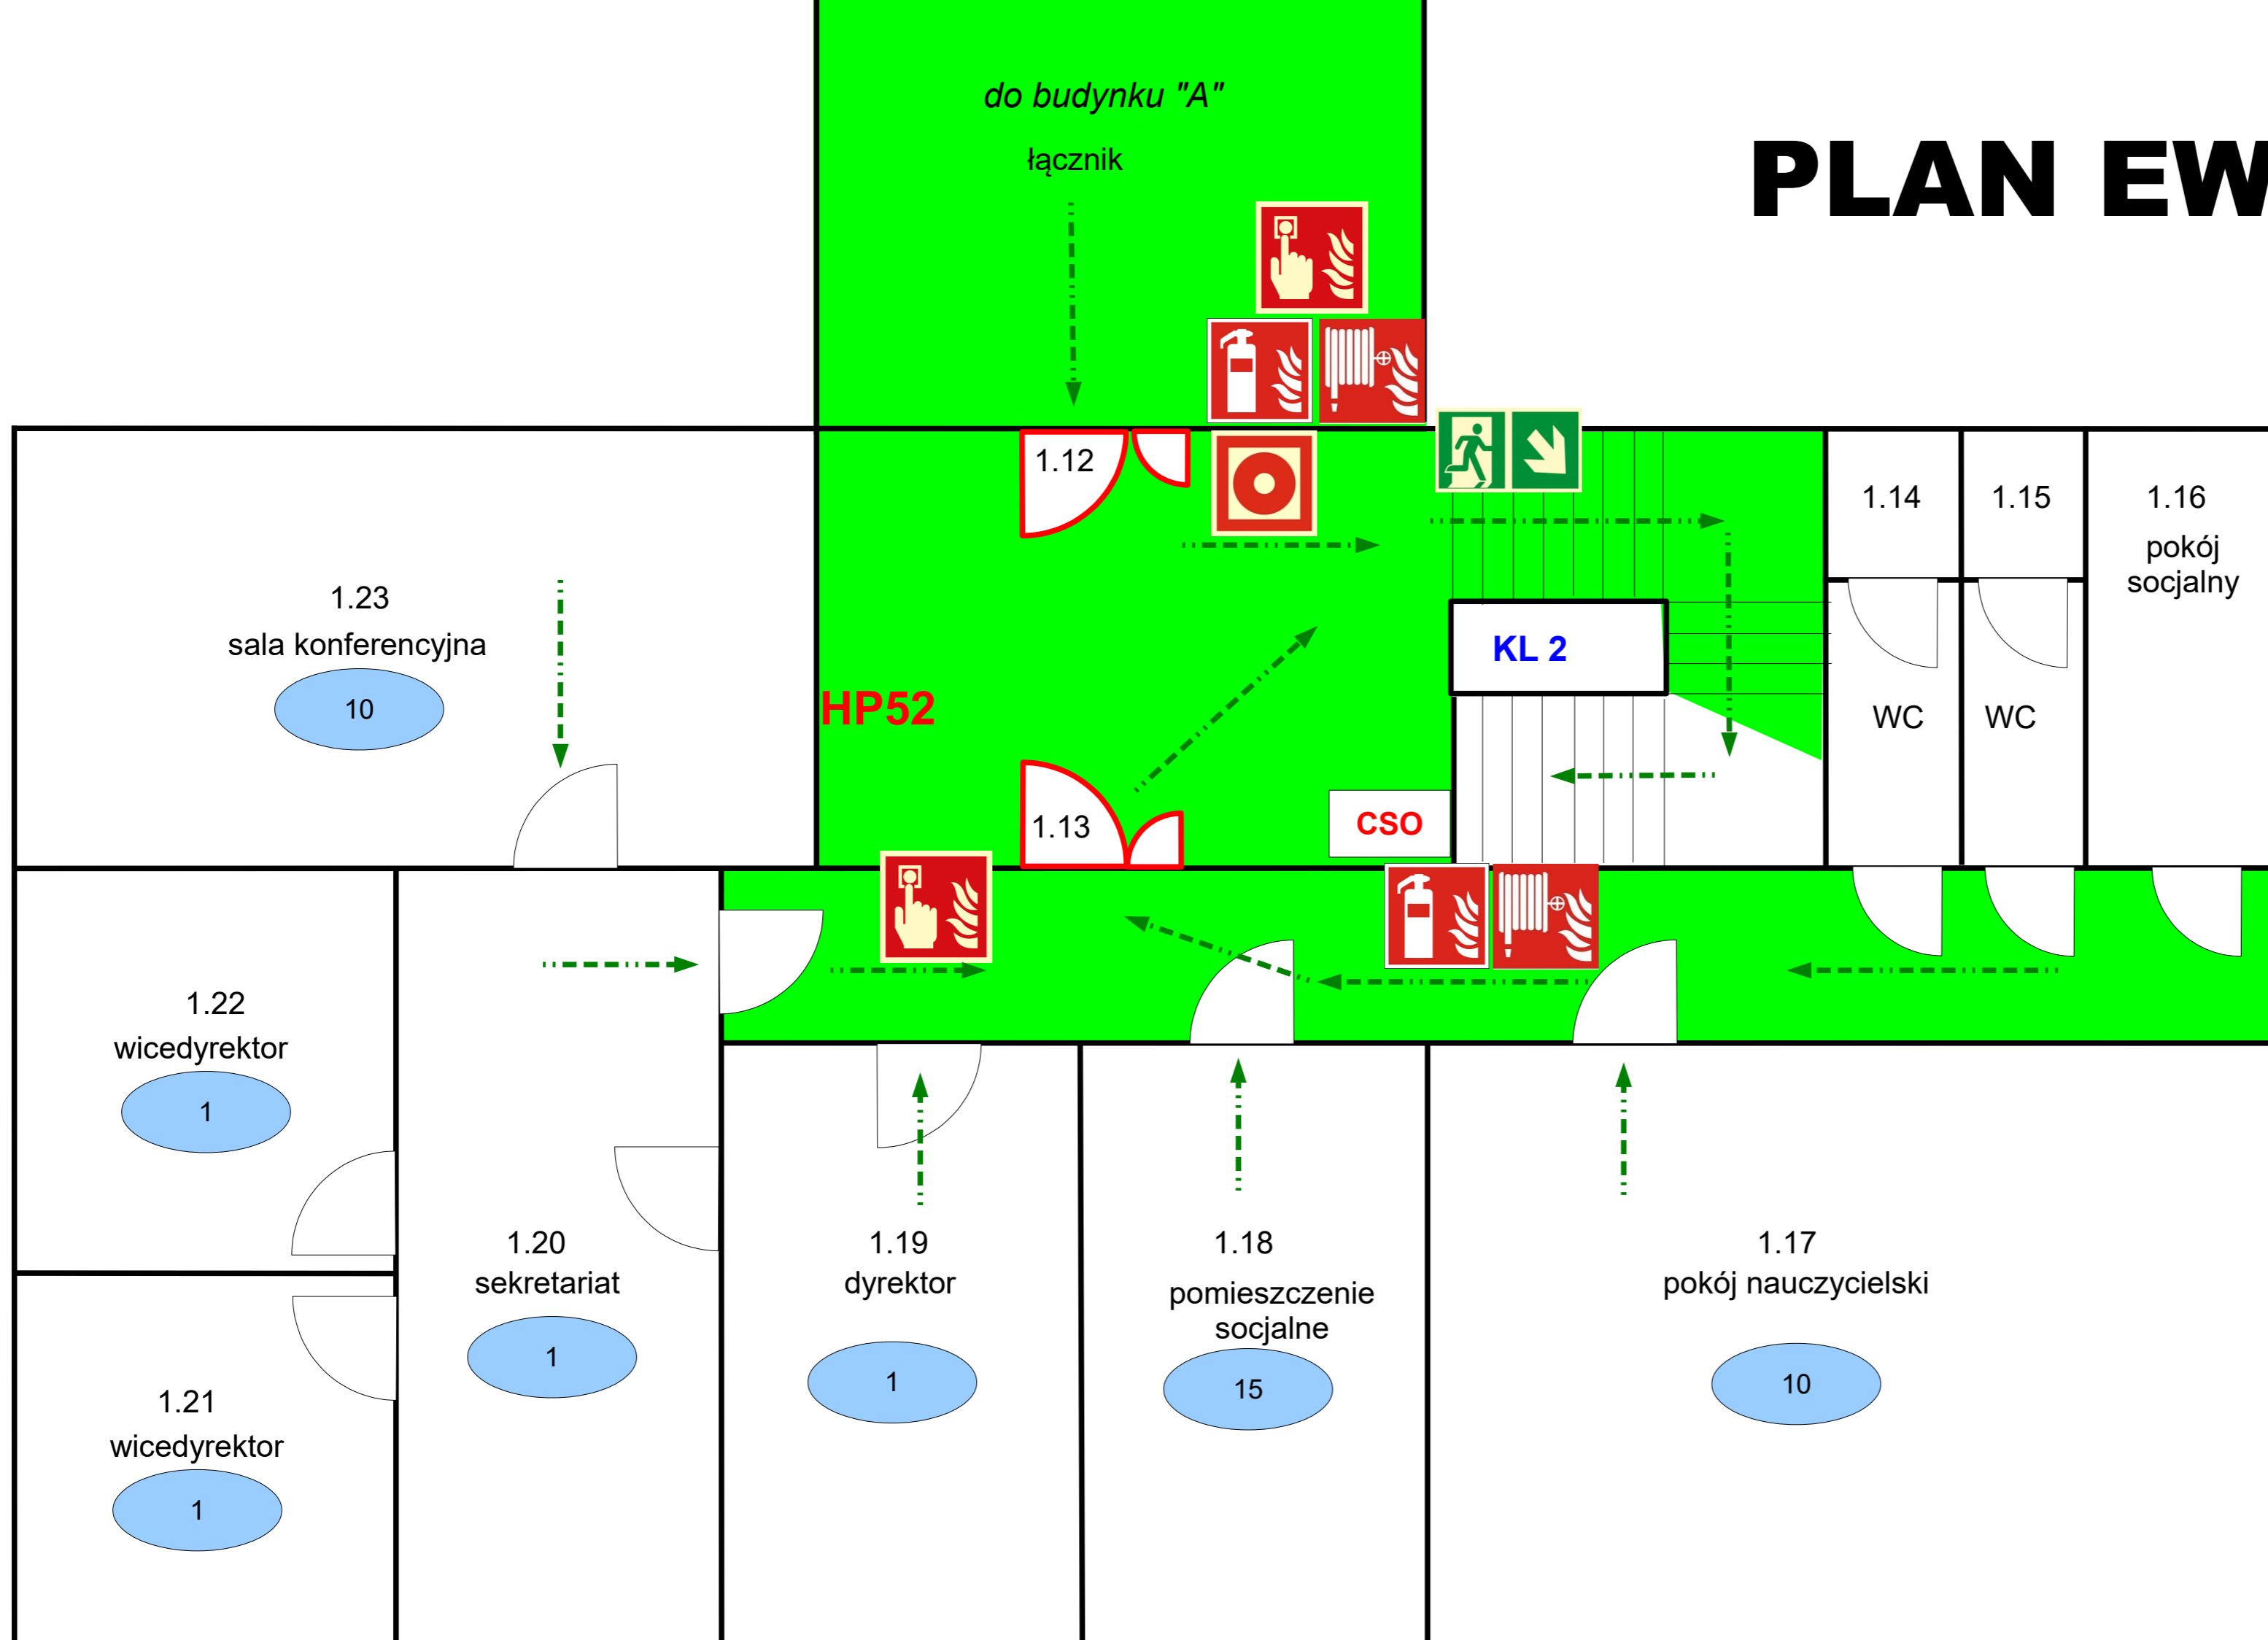 do budynku "A"
łącznik
PLAN EW
1.12
1.14
1.15
1.16
pokój
socjalny
1.23
sala konferencyjna
10
KL 2
HP52
WC
WC
1.13
CSO
1.22
wicedyrektor
1
1.20
sekretariat
1
1.19
dyrektor
1
1.18
pomieszczenie
socjalne
15
1.17
pokój nauczycielski
10
1.21
wicedyrektor
1